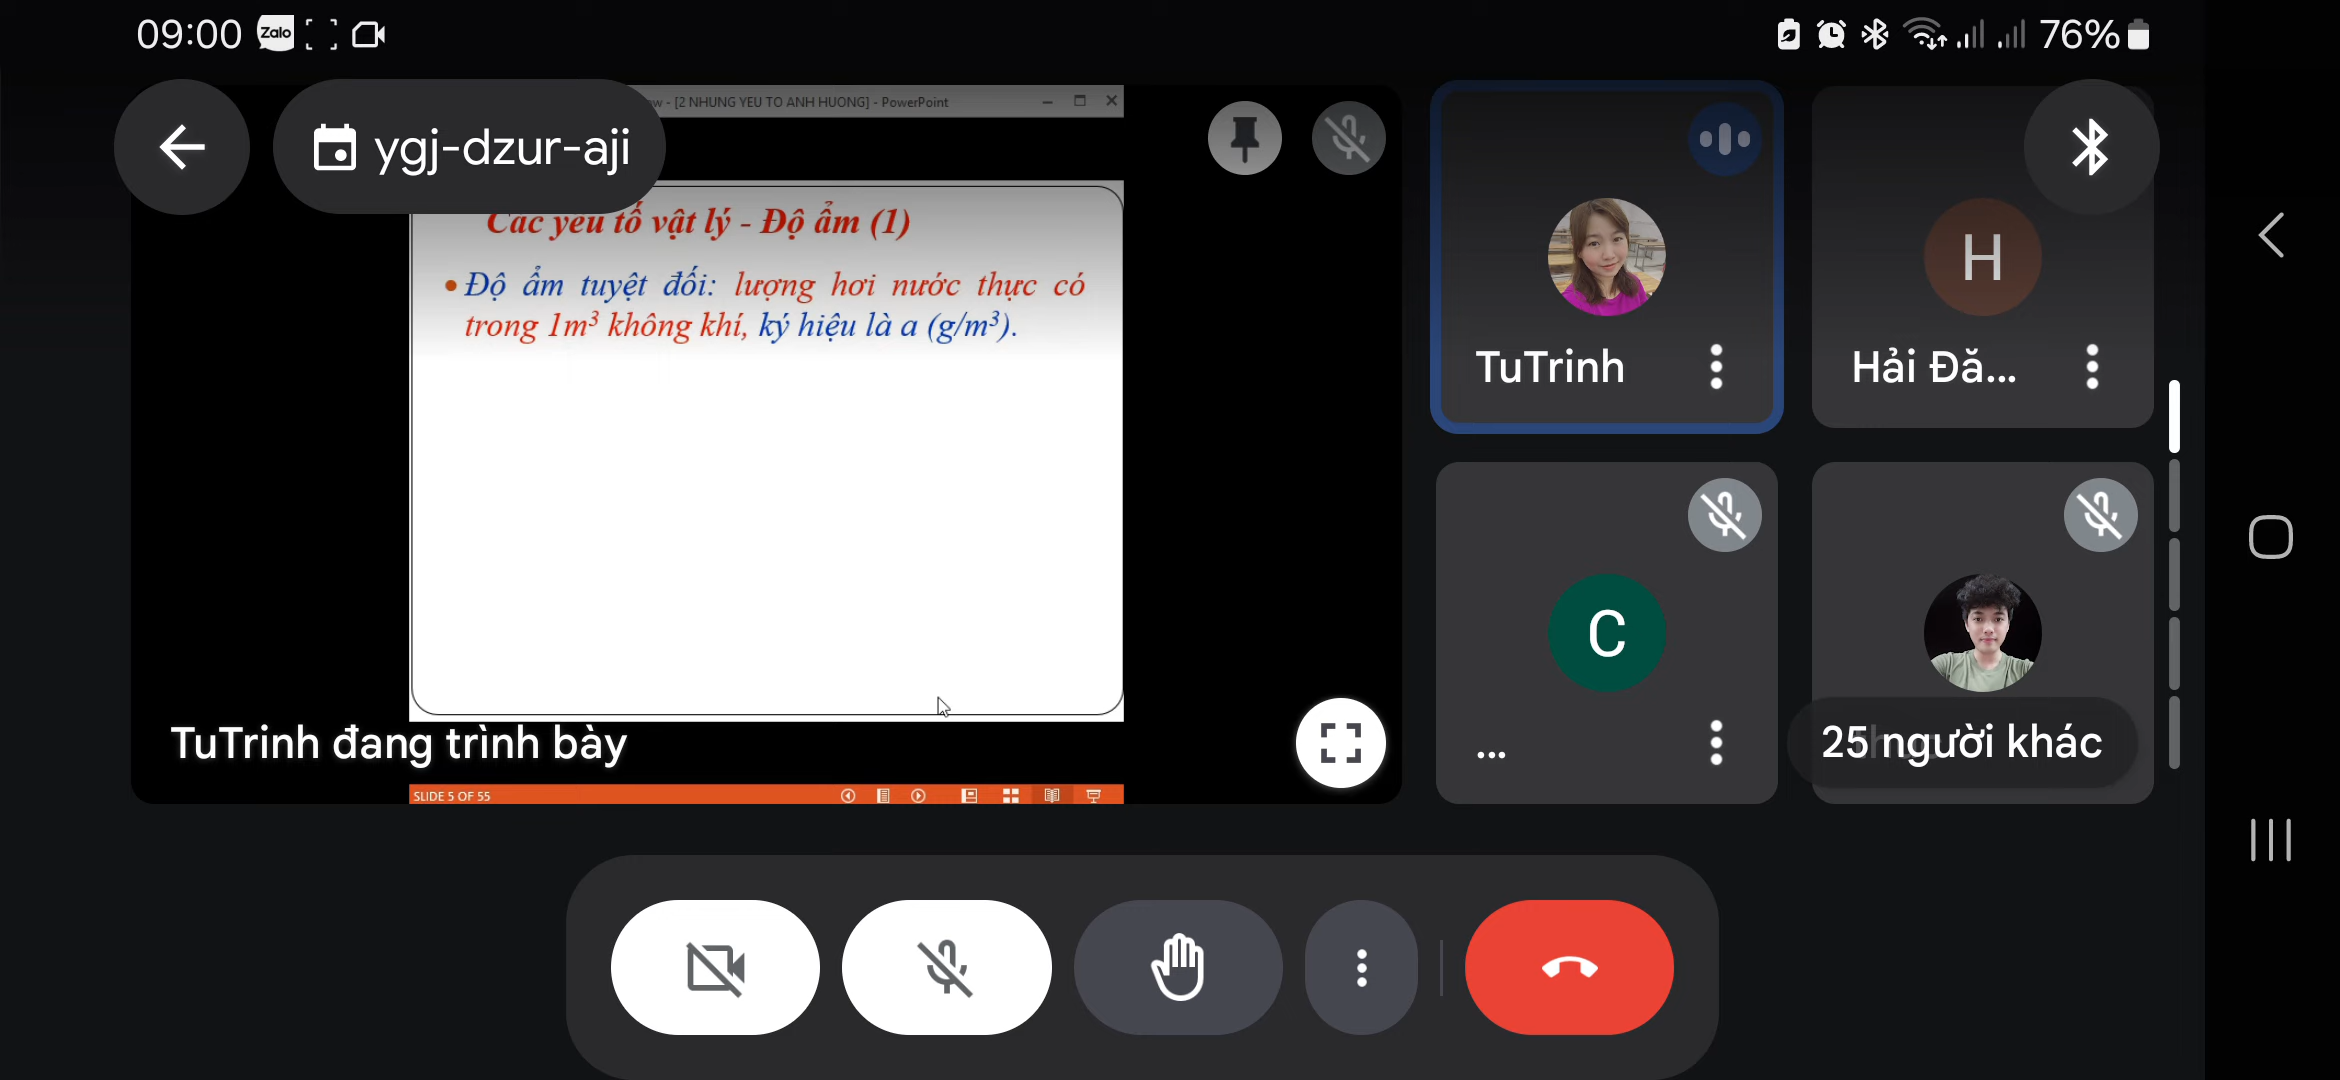 09:00 Zalo
76%
ygj-dzur-aji
- [2 NHUNG YEU TO ANH HUONG] - PowerPoint
Các yếu tố vật lý - Độ ẩm (1)
• Độ ẩm tuyệt đối: lượng hơi nước thực có
trong 1m³ không khí, ký hiệu là a (g/m³).
TuTrinh đang trình bày
SLIDE 5 OF 55
TuTrinh
H
Hải Đă...
C
...
25 người khác